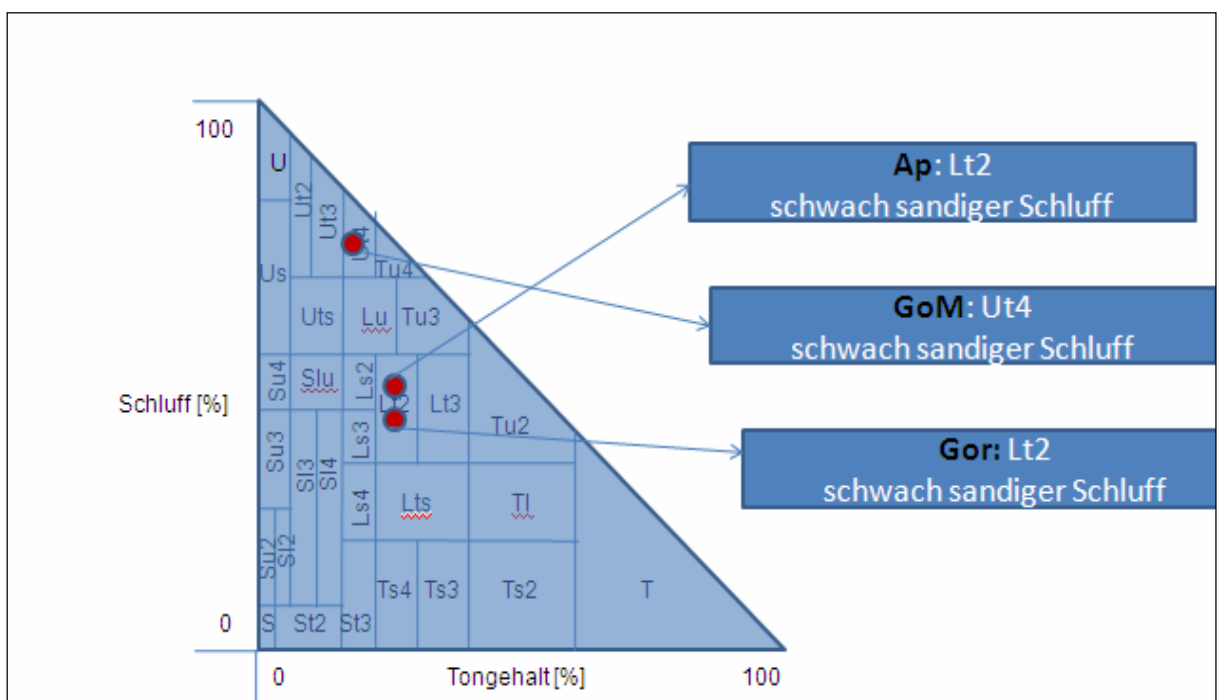 100
U
Ut2
Ut3
Ut4
Us
Tu4
Uts
Lu
Tu3
Su4
Slu
Ls2
Lt2
Lt3
Tu2
Schluff [%]
Su3
Sl3
Sl4
Ls3
Ls4
Lts
Tl
Su2
Sl2
Ts4
Ts3
Ts2
T
0
S
St2
St3
0
Tongehalt [%]
100
Ap: Lt2
schwach sandiger Schluff
GoM: Ut4
schwach sandiger Schluff
Gor: Lt2
schwach sandiger Schluff